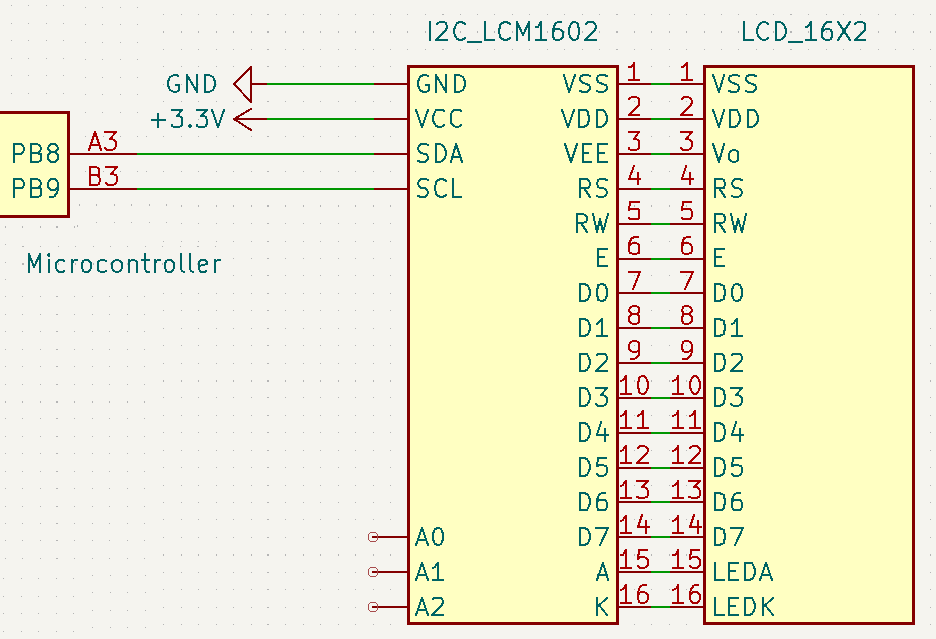 I2C_LCM1602 LCD_16X2
GND GND VSS 1 1 VSS
+3.3V VCC VDD 2 2 VDD
PB8 A3 SDA VEE 3 3 Vo
PB9 B3 SCL RS 4 4 RS
RW 5 5 RW
Microcontroller E 6 6 E
D0 7 7 D0
D1 8 8 D1
D2 9 9 D2
D3 10 10 D3
D4 11 11 D4
D5 12 12 D5
D6 13 13 D6
A0 D7 14 14 D7
A1 A 15 15 LEDA
A2 K 16 16 LEDK